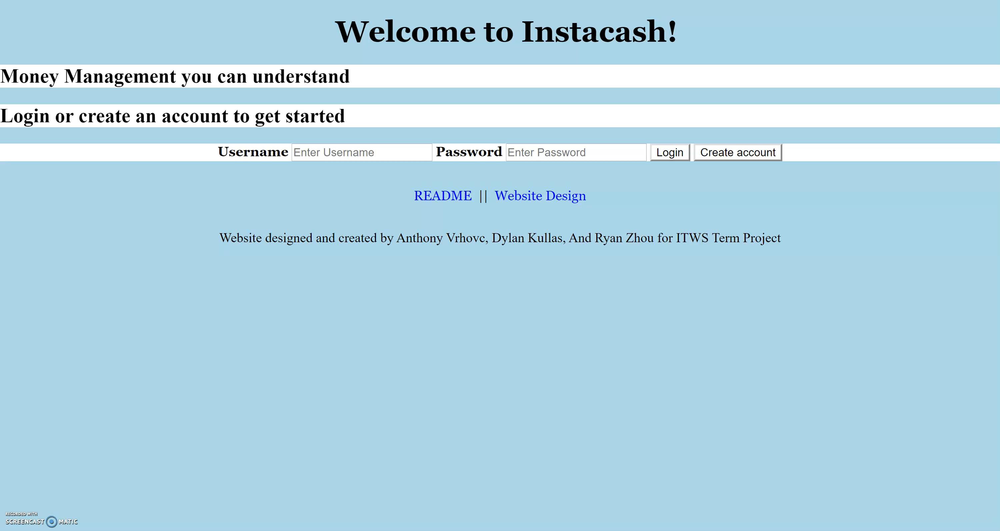 Welcome to Instacash!
Money Management you can understand
Login or create an account to get started
Username Enter Username Password Enter Password Login Create account
README || Website Design
Website designed and created by Anthony Vrhovc, Dylan Kullas, And Ryan Zhou for ITWS Term Project
RECORDED WITH
SCREENCAST MATIC